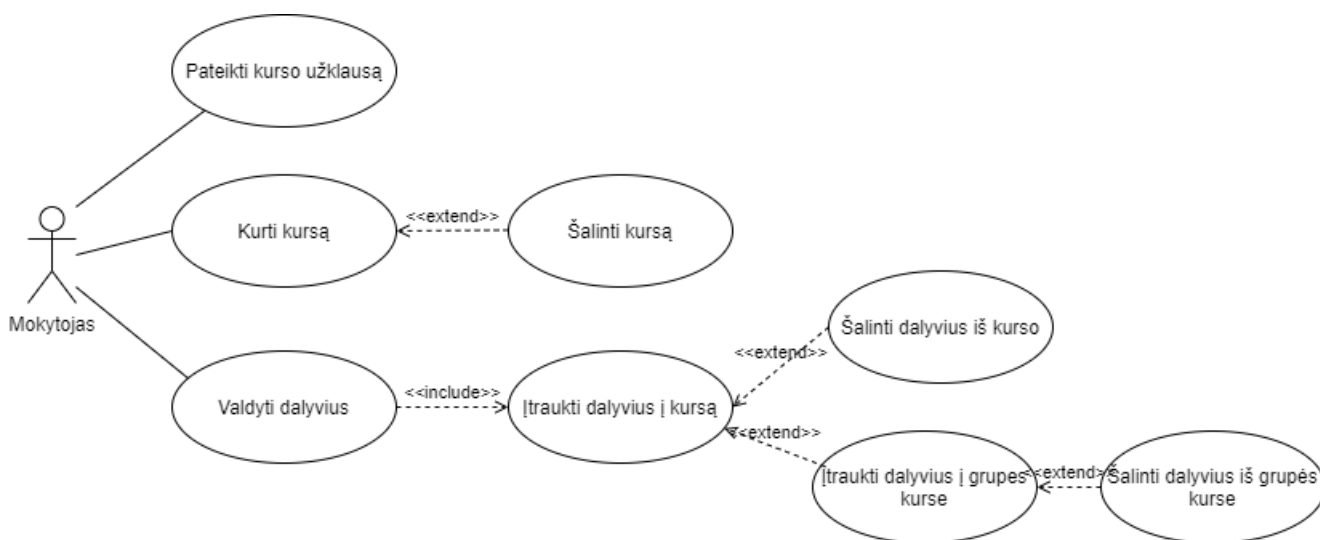 Pateikti kurso užklausą
Kurti kursą
<<extend>>
Šalinti kursą
Mokytojas
Šalinti dalyvius iš kurso
<<extend>>
Valdyti dalyvius
<<include>>
Įtraukti dalyvius į kursą
<<extend>>
Įtraukti dalyvius į grupes
kurse
<<extend>>
Šalinti dalyvius iš grupės
kurse